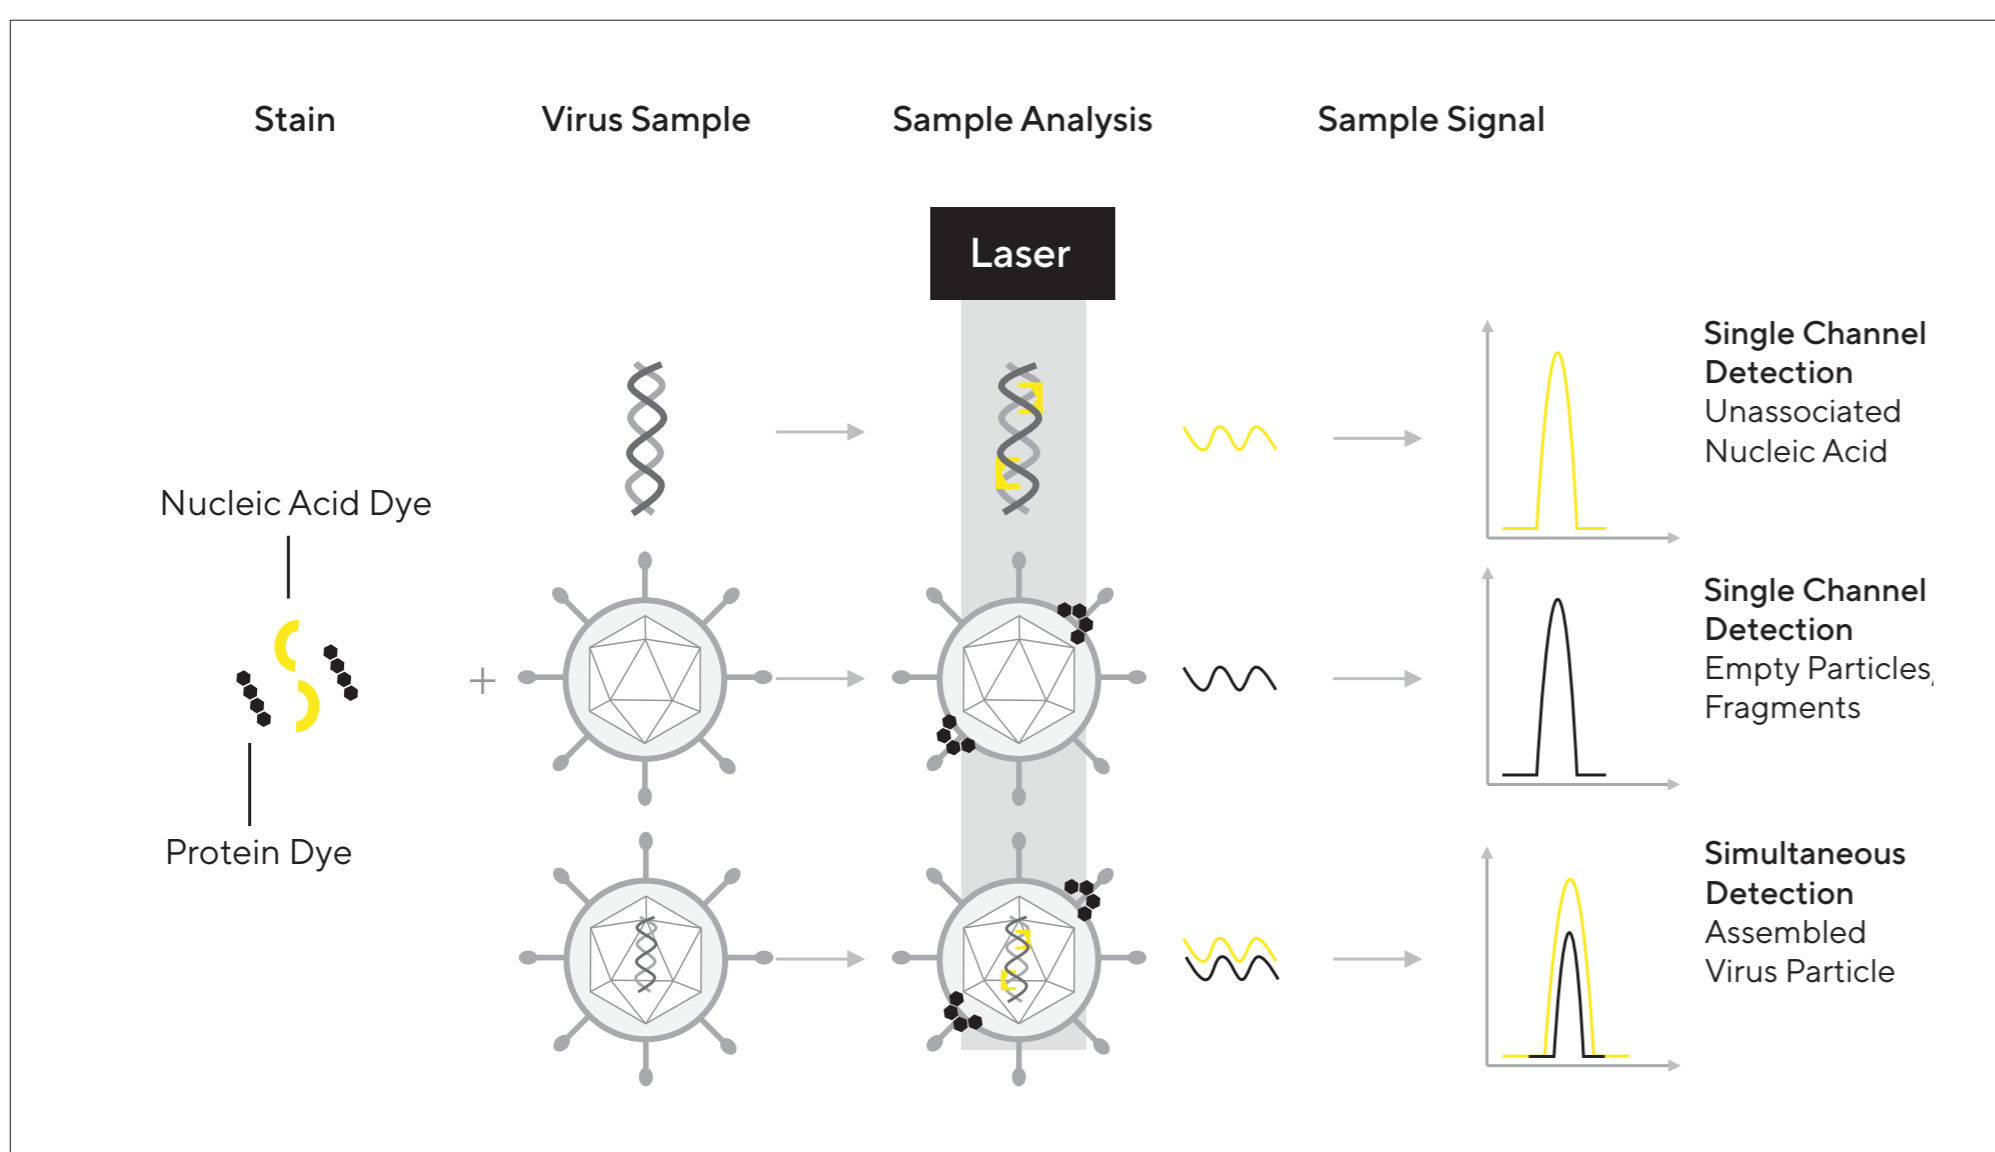 Stain
Virus Sample
Sample Analysis
Sample Signal
Laser
Single Channel
Detection
Unassociated
Nucleic Acid
Nucleic Acid Dye
+
Single Channel
Detection
Empty Particles,
Fragments
Protein Dye
Simultaneous
Detection
Assembled
Virus Particle